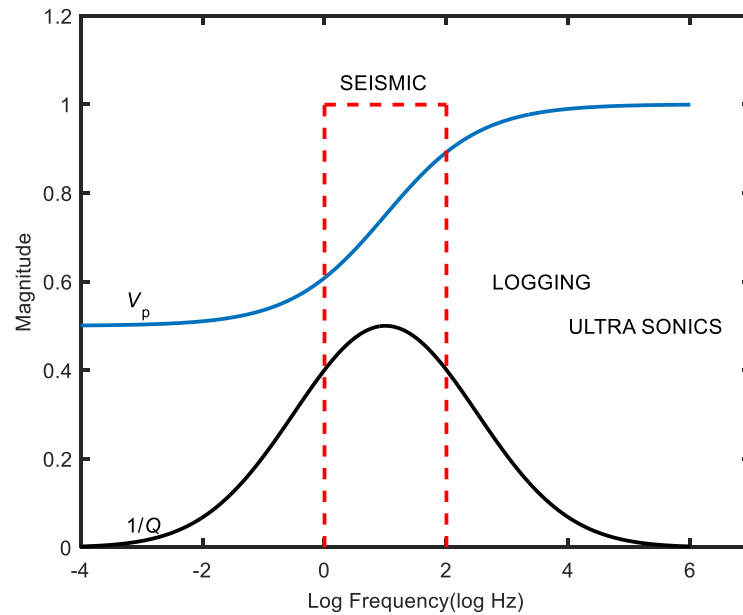 1.2
1
0.8
0.6
0.4
0.2
0
Magnitude
SEISMIC
Vp
LOGGING
ULTRA SONICS
1/Q
-4 -2 0 2 4 6
Log Frequency(log Hz)